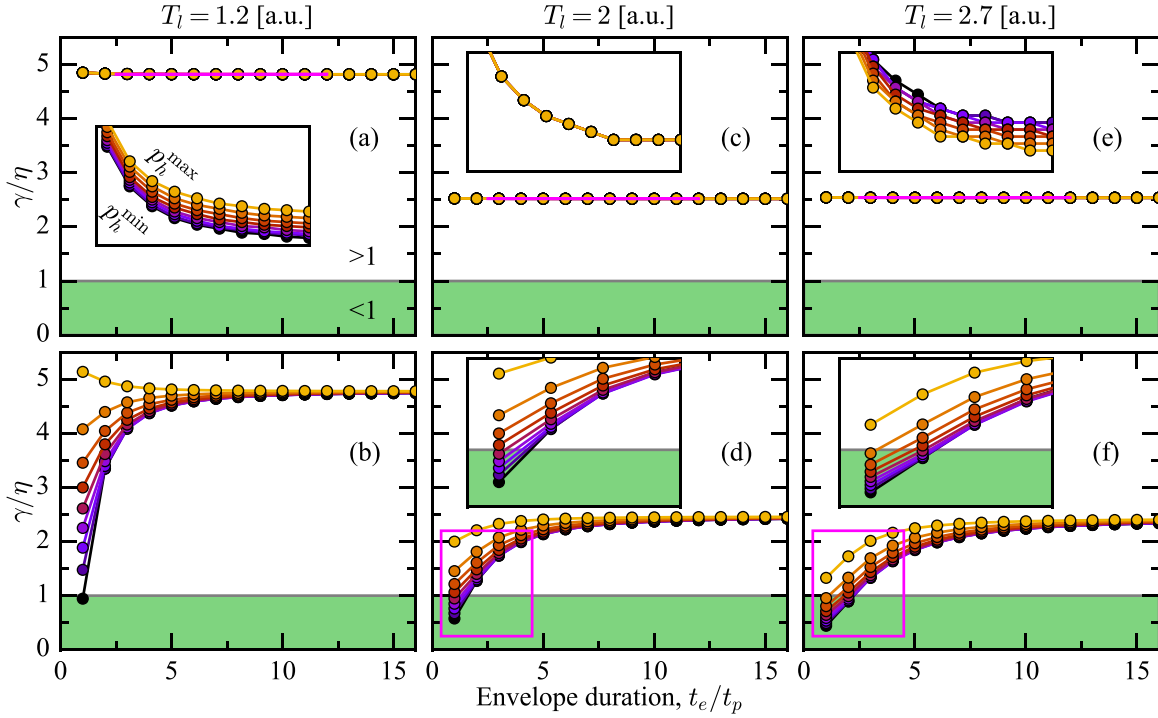 T_l = 1.2 [a.u.]
T_l = 2 [a.u.]
T_l = 2.7 [a.u.]
γ/η
5
4
3
2
1
0
p_h^max
p_h^min
(a)
>1
<1
(c)
(e)
γ/η
5
4
3
2
1
0
(b)
(d)
(f)
0 5 10 15
0 5 10 15
0 5 10 15
Envelope duration, t_e/t_p